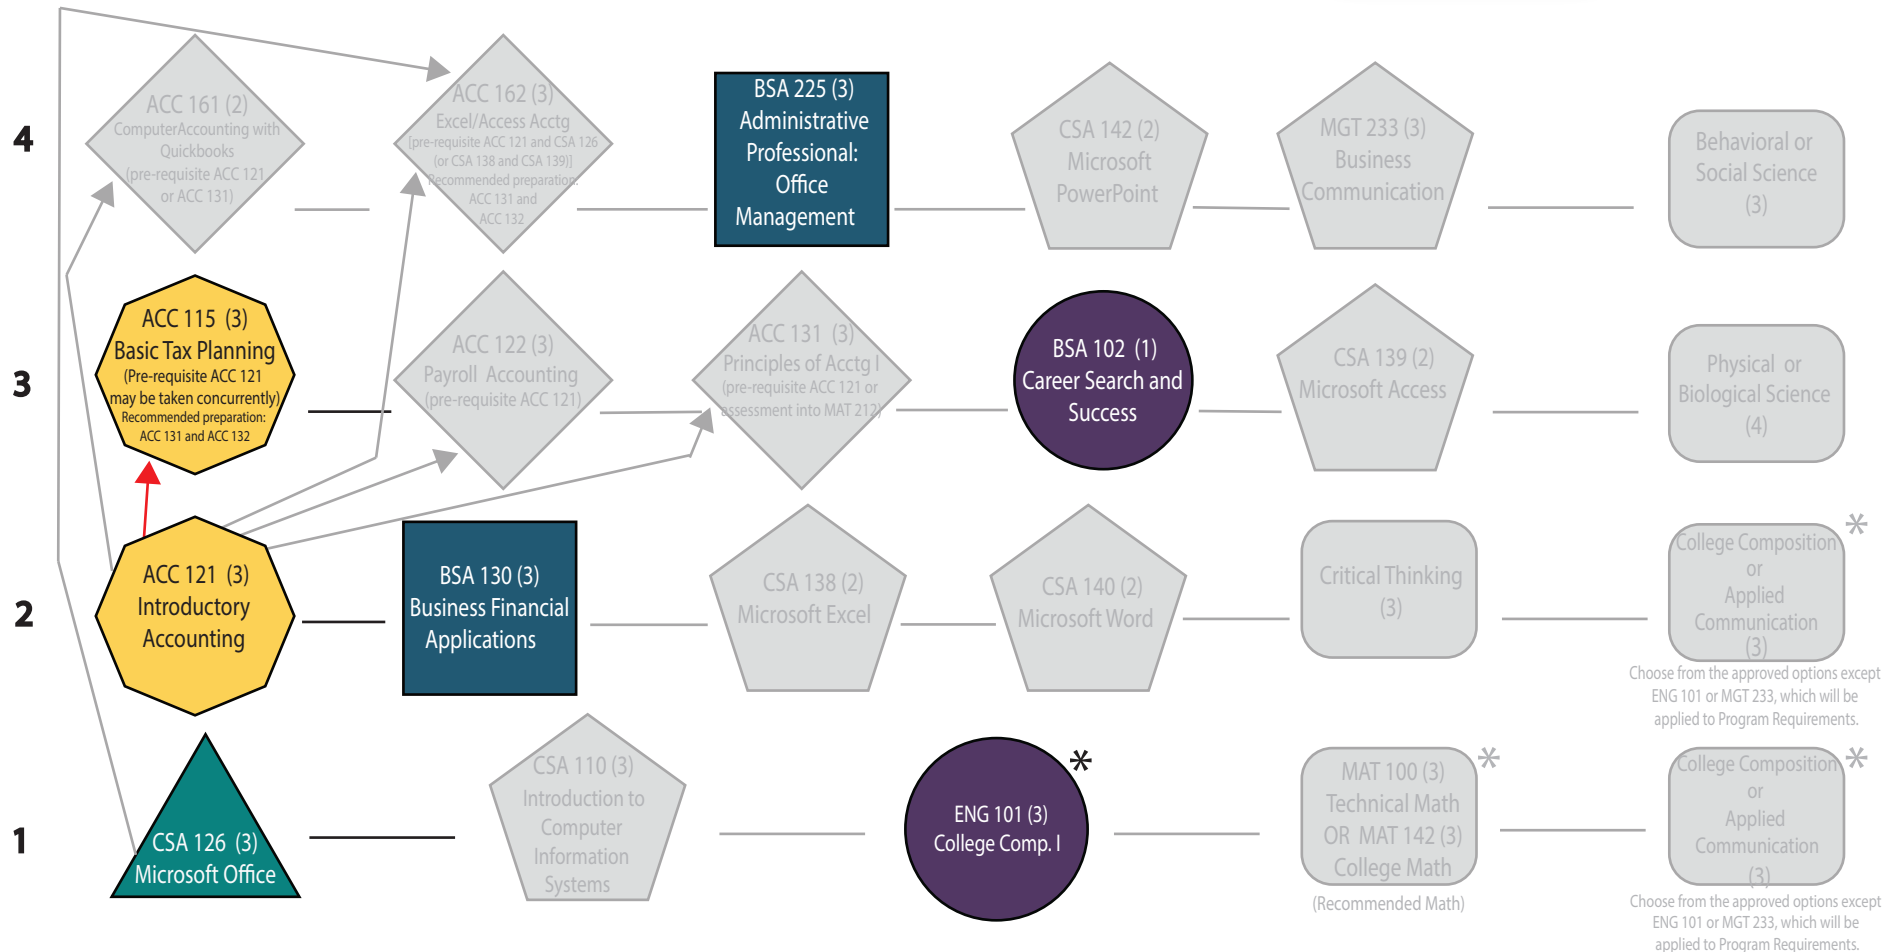 4
ACC 161 (2)
ComputerAccounting with
Quickbooks
(pre-requisite ACC 121
or ACC 131)
ACC 162 (3)
Excel/Access Acctg
[pre-requisite ACC 121 and CSA 126
(or CSA 138 and CSA 139)]
Recommended preparation:
ACC 131 and
ACC 132
BSA 225 (3)
Administrative
Professional:
Office
Management
CSA 142 (2)
Microsoft
PowerPoint
MGT 233 (3)
Business
Communication
Behavioral or
Social Science
(3)
3
ACC 115 (3)
Basic Tax Planning
(Pre-requisite ACC 121
may be taken concurrently)
Recommended preparation:
ACC 131 and ACC 132
ACC 122 (3)
Payroll Accounting
(pre-requisite ACC 121)
ACC 131 (3)
Principles of Acctg I
(pre-requisite ACC 121 or
assessment into MAT 212)
BSA 102 (1)
Career Search and
Success
CSA 139 (2)
Microsoft Access
Physical or
Biological Science
(4)
2
ACC 121 (3)
Introductory
Accounting
BSA 130 (3)
Business Financial
Applications
CSA 138 (2)
Microsoft Excel
CSA 140 (2)
Microsoft Word
Critical Thinking
(3)
*
College Composition
or
Applied
Communication
(3)
Choose from the approved options except
ENG 101 or MGT 233, which will be
applied to Program Requirements.
1
CSA 126 (3)
Microsoft Office
CSA 110 (3)
Introduction to
Computer
Information
Systems
*
ENG 101 (3)
College Comp. I
*
MAT 100 (3)
Technical Math
OR MAT 142 (3)
College Math
(Recommended Math)
*
College Composition
or
Applied
Communication
(3)
Choose from the approved options except
ENG 101 or MGT 233, which will be
applied to Program Requirements.